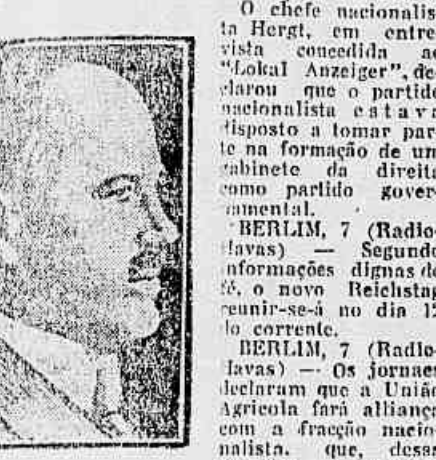 O chefe nacionalis-
ta Hergt, em entre-
vista concedida ao
"Lokal Anzeiger", de-
clarou que o partido
nacionalista estava
disposto a tomar par-
te na formação de um
gabinete da direita
como partido gover-
namental.
BERLIM, 7 (Radio-
Havas) — Segundo
informações dignas de
fé, o novo Reichstag
reunir-se-á no dia 12
do corrente.
BERLIM, 7 (Radio-
Havas) — Os jornaes
declaram que a União
Agricola fará alliança
com a fracção nacio-
nalista, que, dessa